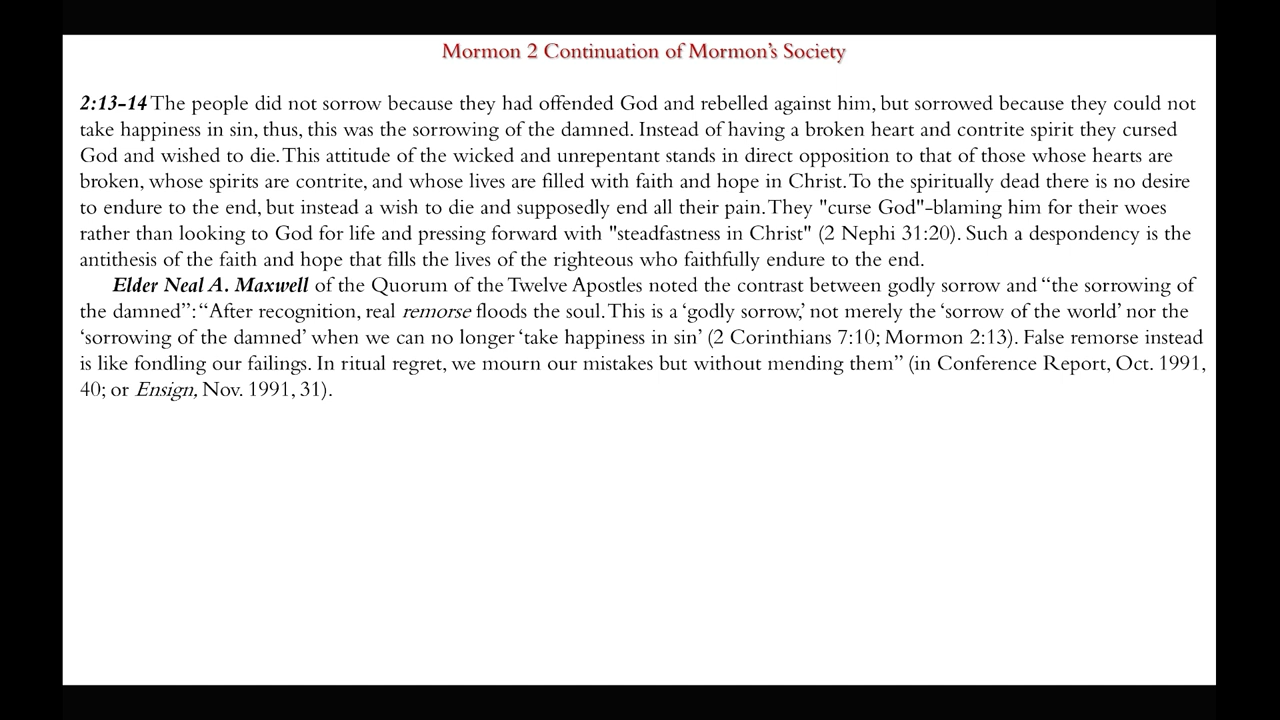 Mormon 2 Continuation of Mormon's Society
2:13-14 The people did not sorrow because they had offended God and rebelled against him, but sorrowed because they could not
take happiness in sin, thus, this was the sorrowing of the damned. Instead of having a broken heart and contrite spirit they cursed
God and wished to die. This attitude of the wicked and unrepentant stands in direct opposition to that of those whose hearts are
broken, whose spirits are contrite, and whose lives are filled with faith and hope in Christ. To the spiritually dead there is no desire
to endure to the end, but instead a wish to die and supposedly end all their pain. They "curse God"-blaming him for their woes
rather than looking to God for life and pressing forward with "steadfastness in Christ" (2 Nephi 31:20). Such a despondency is the
antithesis of the faith and hope that fills the lives of the righteous who faithfully endure to the end.
Elder Neal A. Maxwell of the Quorum of the Twelve Apostles noted the contrast between godly sorrow and “the sorrowing of
the damned”: “After recognition, real remorse floods the soul. This is a ‘godly sorrow,’ not merely the ‘sorrow of the world’ nor the
‘sorrowing of the damned’ when we can no longer ‘take happiness in sin’ (2 Corinthians 7:10; Mormon 2:13). False remorse instead
is like fondling our failings. In ritual regret, we mourn our mistakes but without mending them” (in Conference Report, Oct. 1991,
40; or Ensign, Nov. 1991, 31).